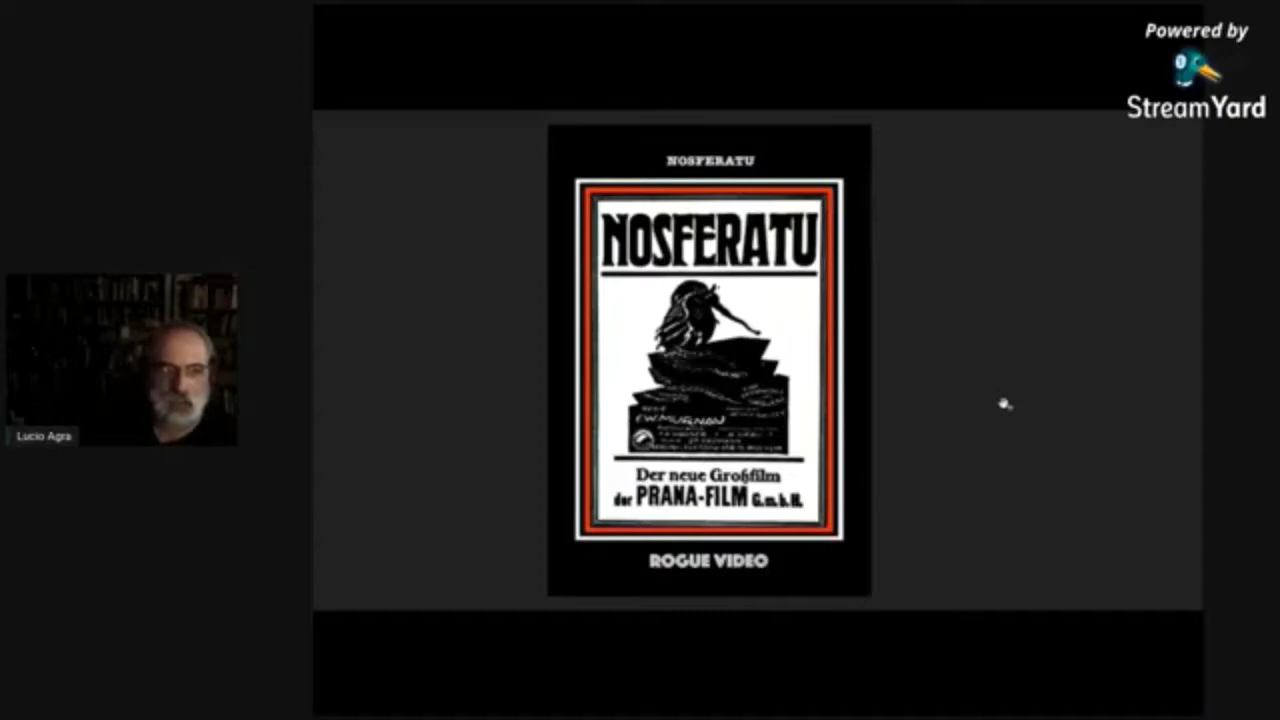 Powered by
StreamYard
NOSFERATU
NOSFERATU
F.W. MURNAU
Der neue Großfilm
der PRANA-FILM G.m.b.H.
ROGUE VIDEO
Lucio Agra